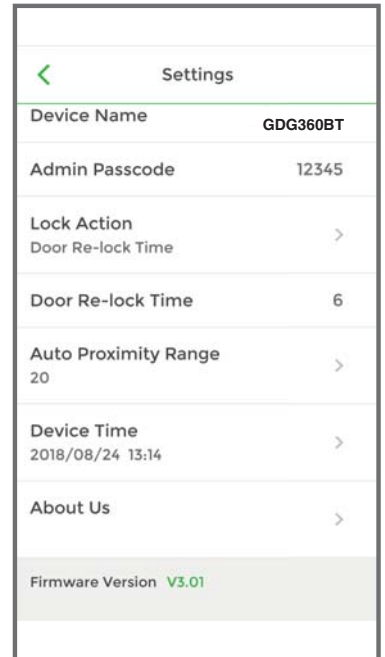 Settings
Device Name GDG360BT
Admin Passcode 12345
Lock Action
Door Re-lock Time
Door Re-lock Time 6
Auto Proximity Range
20
Device Time
2018/08/24 13:14
About Us
Firmware Version V3.01